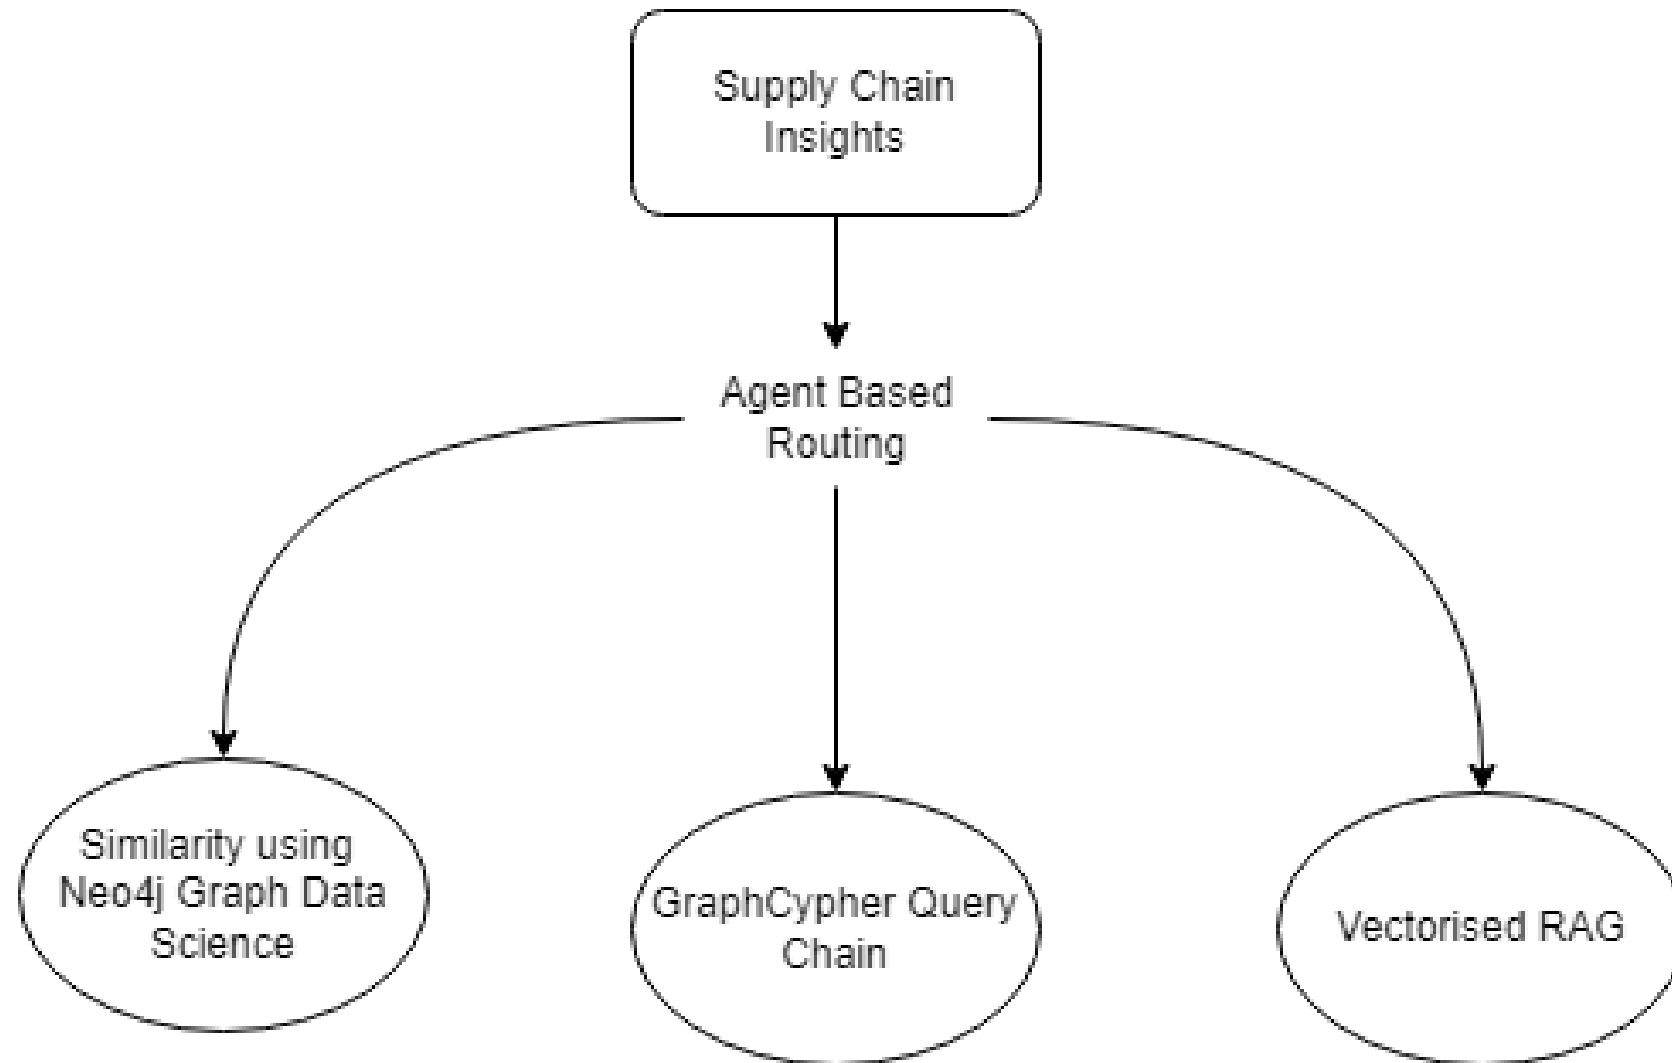 Supply Chain
Insights
Agent Based
Routing
Similarity using
Neo4j Graph Data
Science
GraphCypher Query
Chain
Vectorised RAG